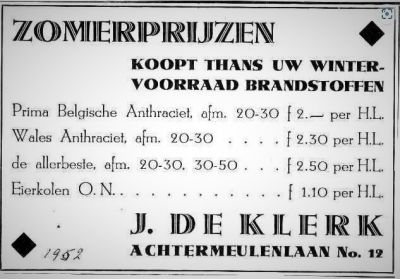 ZOMERPRIJZEN
KOOPT THANS UW WINTER-
VOORRAAD BRANDSTOFFEN
Prima Belgische Anthraciet, afm. 20-30 f 2.— per H.L.
Wales Anthraciet, afm. 20-30 . . . . f 2.30 per H.L.
de allerbeste, afm. 20-30, 30-50 . . . f 2.50 per H.L.
Eierkolen O. N. . . . . . . . . . . . f 1.10 per H.L.
J. DE KLERK
1952 ACHTERMEULENLAAN No. 12